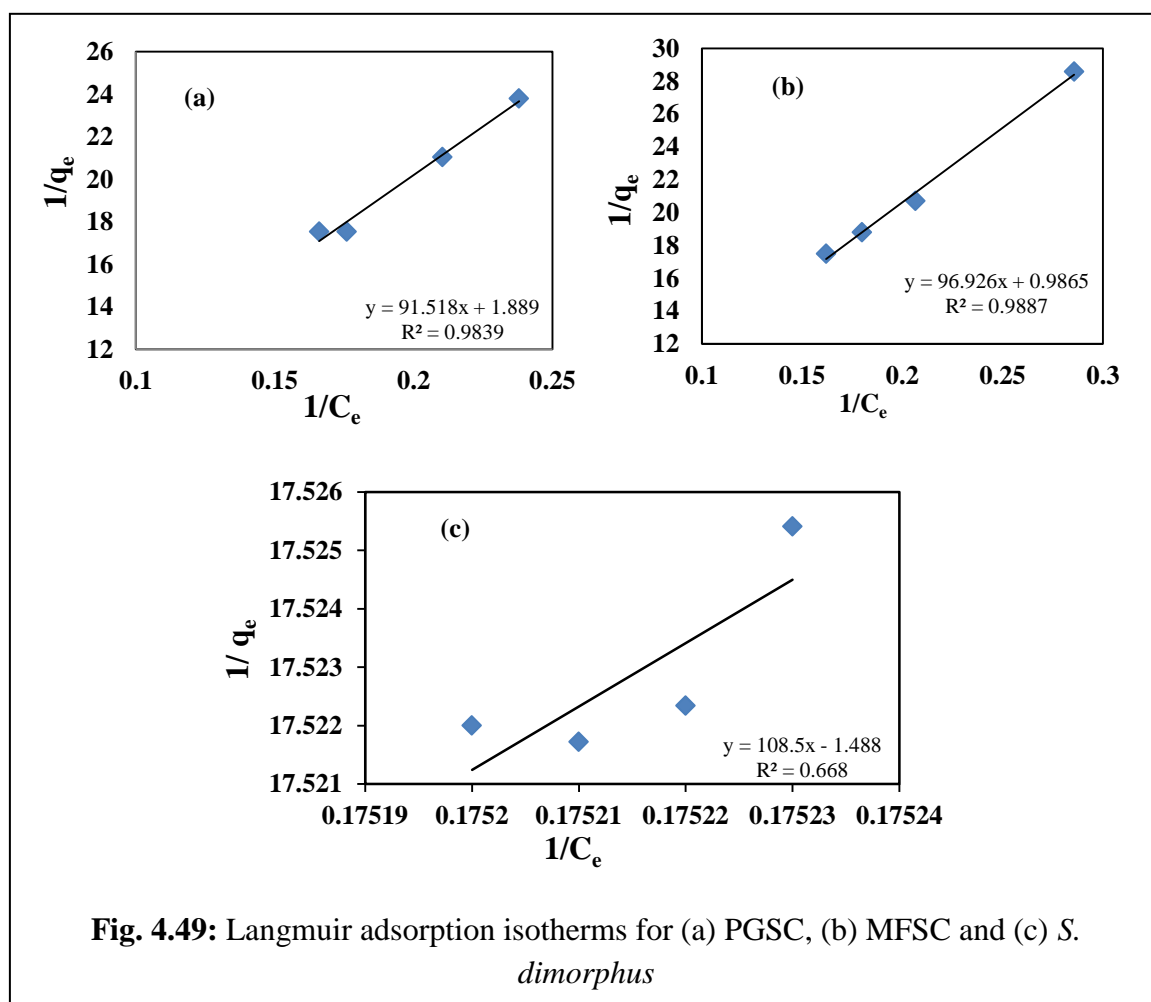 26
24
22
20
18
16
14
12
0.1 0.15 0.2 0.25
1/qe
1/Ce
(a)
y = 91.518x + 1.889
R² = 0.9839
30
28
26
24
22
20
18
16
14
12
0.1 0.15 0.2 0.25 0.3
1/qe
1/Ce
(b)
y = 96.926x + 0.9865
R² = 0.9887
17.526
17.525
17.524
17.523
17.522
17.521
0.17519 0.1752 0.17521 0.17522 0.17523 0.17524
1/ qe
1/Ce
(c)
y = 108.5x - 1.488
R² = 0.668
Fig. 4.49: Langmuir adsorption isotherms for (a) PGSC, (b) MFSC and (c) S.
dimorphus